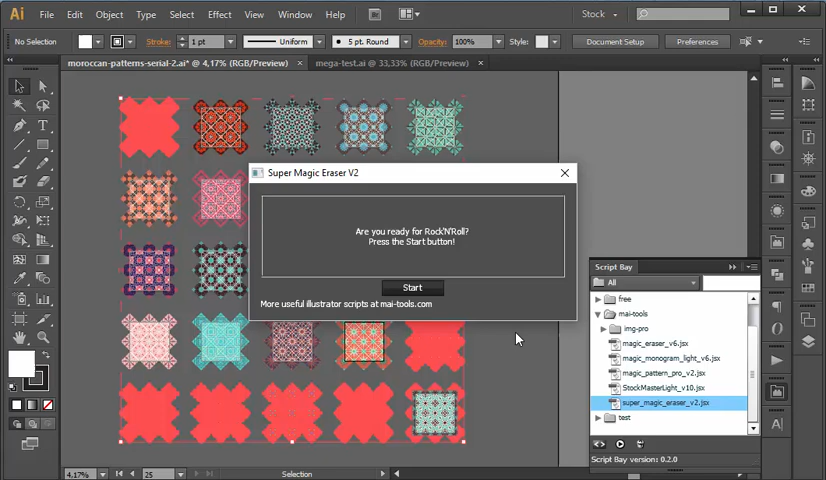 Ai
File Edit Object Type Select Effect View Window Help
Br
Stock
No Selection
Stroke:
1 pt
Uniform
5 pt. Round
Opacity:
100%
Style:
Document Setup
Preferences
moroccan-patterns-serial-2.ai* @ 4,17% (RGB/Preview) ×
mega-test.ai @ 33,33% (RGB/Preview) ×
Super Magic Eraser V2
Are you ready for Rock'N'Roll?
Press the Start button!
Start
More useful illustrator scripts at mai-tools.com
Script Bay
All
free
mai-tools
img-pro
magic_eraser_v6.jsx
magic_monogram_light_v6.jsx
magic_pattern_pro_v2.jsx
StockMasterLight_v10.jsx
super_magic_eraser_v2.jsx
test
Script Bay version: 0.2.0
4.17%
25
Selection